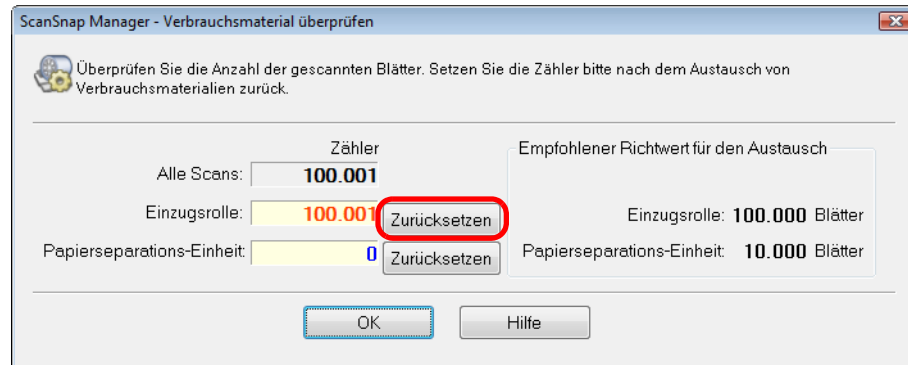 ScanSnap Manager - Verbrauchsmaterial überprüfen
Überprüfen Sie die Anzahl der gescannten Blätter. Setzen Sie die Zähler bitte nach dem Austausch von
Verbrauchsmaterialien zurück.
Zähler
Alle Scans: 100.001
Einzugsrolle: 100.001 Zurücksetzen
Papierseparations-Einheit: 0 Zurücksetzen
Empfohlener Richtwert für den Austausch
Einzugsrolle: 100.000 Blätter
Papierseparations-Einheit: 10.000 Blätter
OK Hilfe